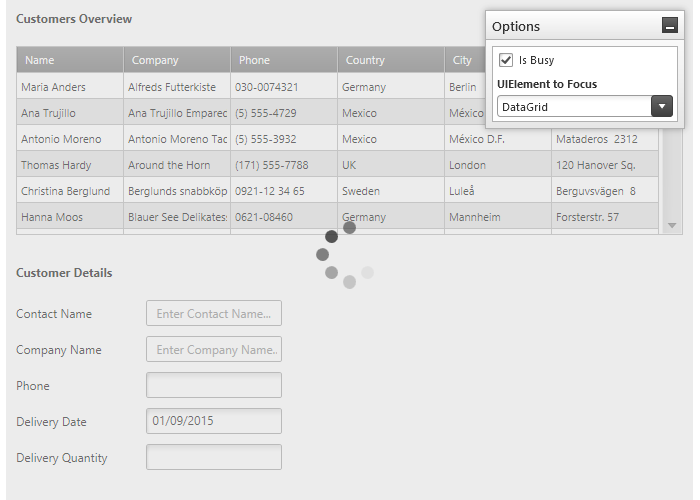 Customers Overview
Options
Is Busy
UIElement to Focus
DataGrid
Name Company Phone Country City
Maria Anders Alfreds Futterkiste 030-0074321 Germany Berlin
Ana Trujillo Ana Trujillo Empared (5) 555-4729 Mexico
Antonio Moreno Antonio Moreno Taq (5) 555-3932 Mexico México D.F. Mataderos 2312
Thomas Hardy Around the Horn (171) 555-7788 UK London 120 Hanover Sq.
Christina Berglund Berglunds snabbköp 0921-12 34 65 Sweden Luleå Berguvsvägen 8
Hanna Moos Blauer See Delikates 0621-08460 Germany Mannheim Forsterstr. 57
Customer Details
Contact Name Enter Contact Name...
Company Name Enter Company Name..
Phone
Delivery Date 01/09/2015
Delivery Quantity